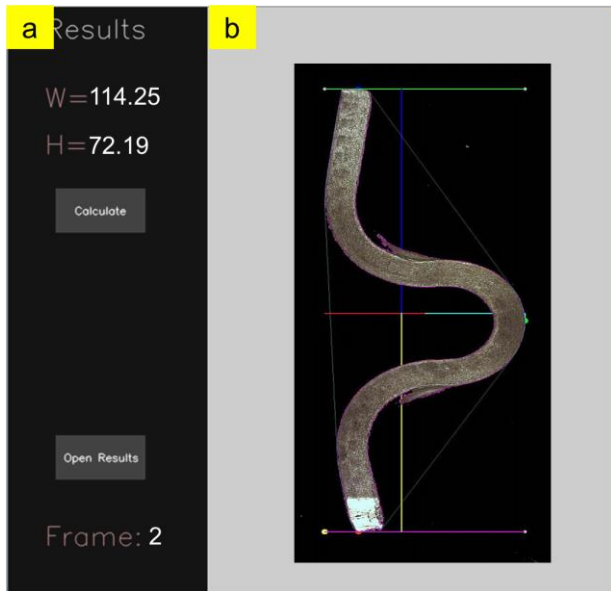 a
Results
b
W=114.25
H=72.19
Calculate
Open Results
Frame: 2